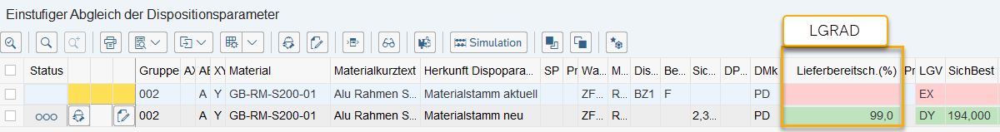 Einstufiger Abgleich der Dispositionsparameter
LGRAD
Simulation
Status Gruppe AX AE XY Material Materialkurztext Herkunft Dispopara... SP Pr Wa... M... Dis... Be... Sic... DP... DMk Lieferbereitsch.(%) Pr LGV SichBest
002 A Y GB-RM-S200-01 Alu Rahmen S... Materialstamm aktuell ZF... R... BZ1 F PD EX
002 A Y GB-RM-S200-01 Alu Rahmen S... Materialstamm neu ZF... R... 2,3... PD 99,0 DY 194,000